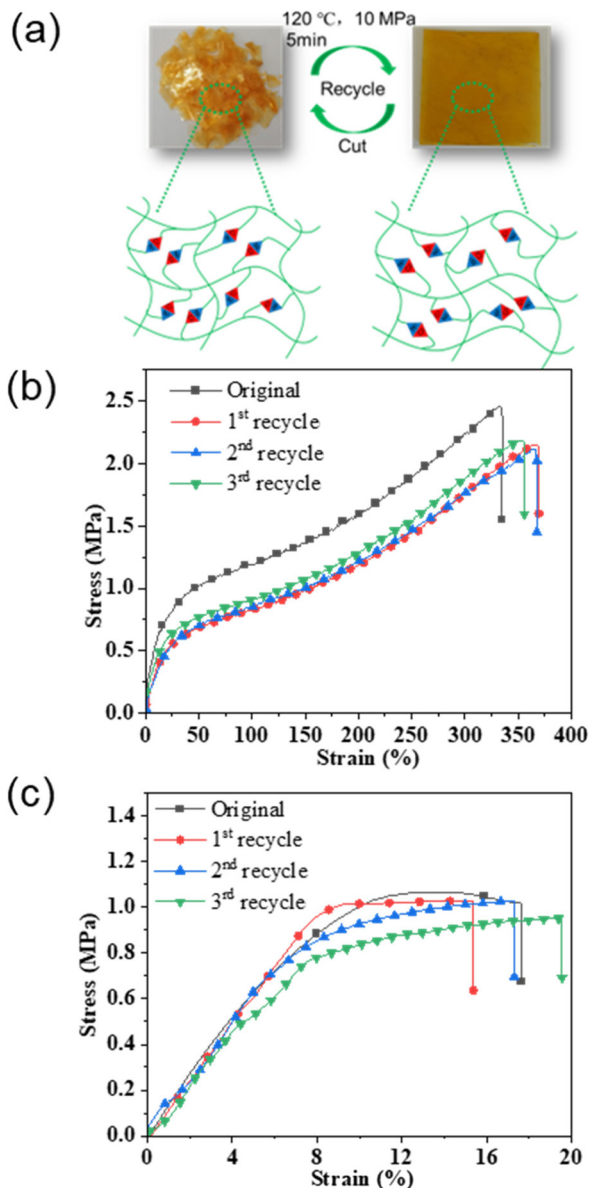 (a)
120 ℃, 10 MPa
5min
Recycle
Cut
(b)
Original
1st recycle
2nd recycle
3rd recycle
2.5
2.0
1.5
1.0
0.5
0.0
Stress (MPa)
0 50 100 150 200 250 300 350 400
Strain (%)
(c)
Original
1st recycle
2nd recycle
3rd recycle
1.4
1.2
1.0
0.8
0.6
0.4
0.2
0.0
Stress (MPa)
0 4 8 12 16 20
Strain (%)